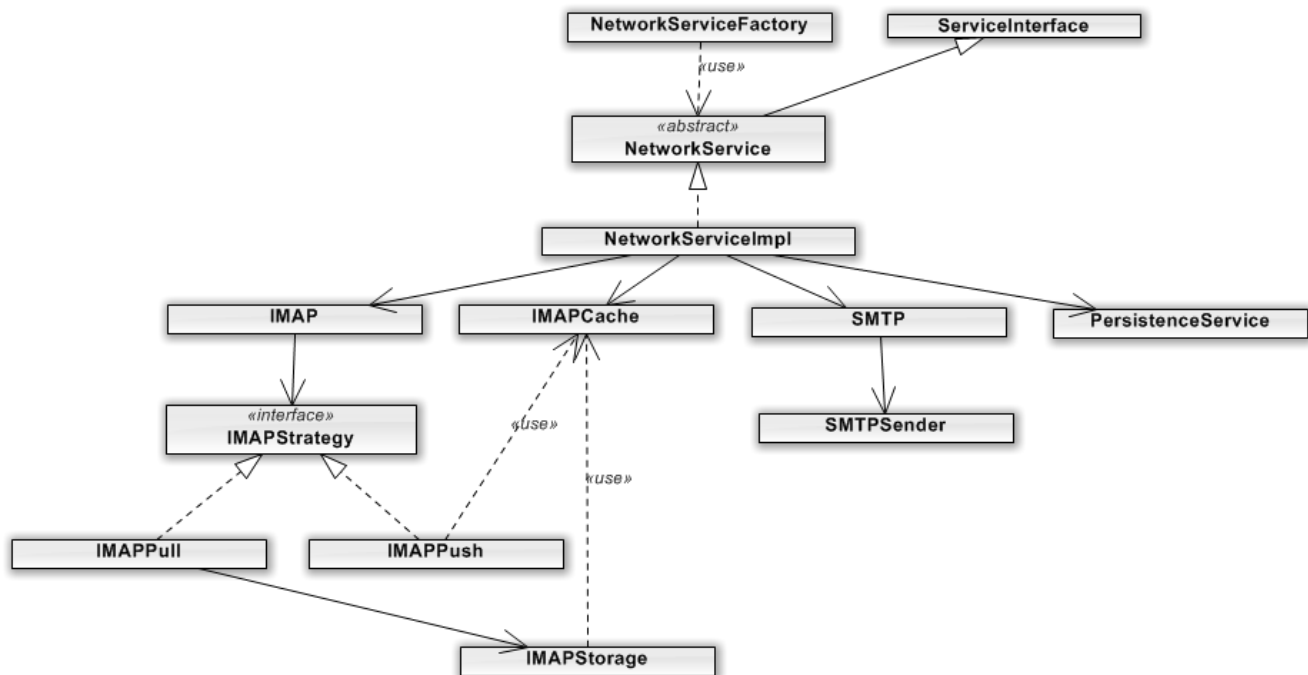 NetworkServiceFactory
ServiceInterface
«use»
«abstract»
NetworkService
NetworkServiceImpl
IMAP
IMAPCache
SMTP
PersistenceService
«interface»
IMAPStrategy
«use»
SMTPSender
«use»
IMAPPull
IMAPPush
IMAPStorage